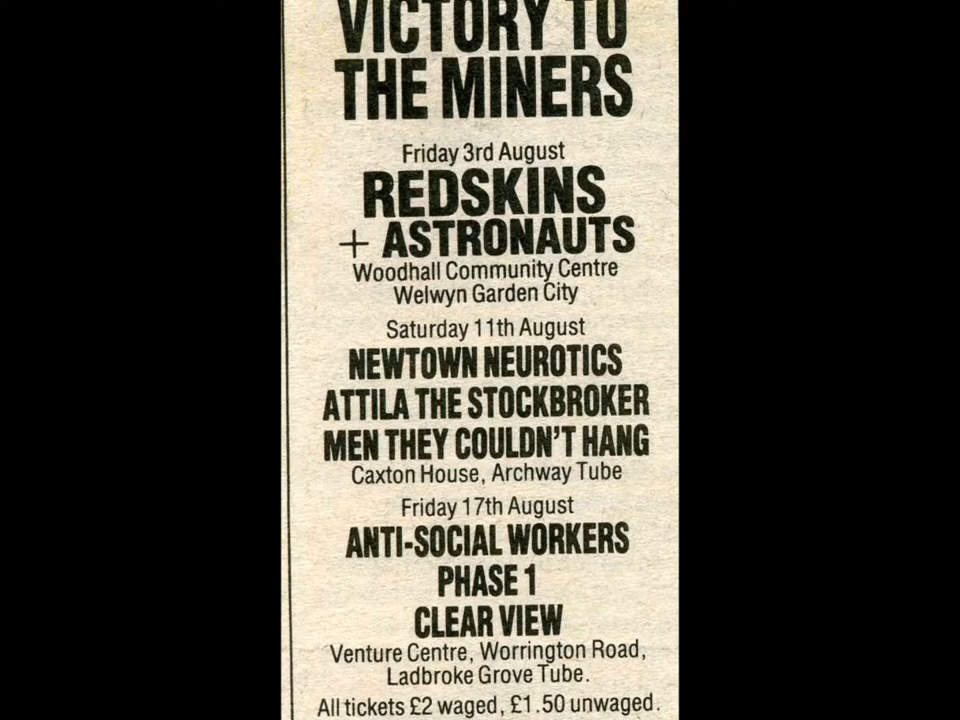 VICTORY TO
THE MINERS
Friday 3rd August
REDSKINS
+ ASTRONAUTS
Woodhall Community Centre
Welwyn Garden City
Saturday 11th August
NEWTOWN NEUROTICS
ATTILA THE STOCKBROKER
MEN THEY COULDN'T HANG
Caxton House, Archway Tube
Friday 17th August
ANTI-SOCIAL WORKERS
PHASE 1
CLEAR VIEW
Venture Centre, Worrington Road,
Ladbroke Grove Tube.
All tickets £2 waged, £1.50 unwaged.